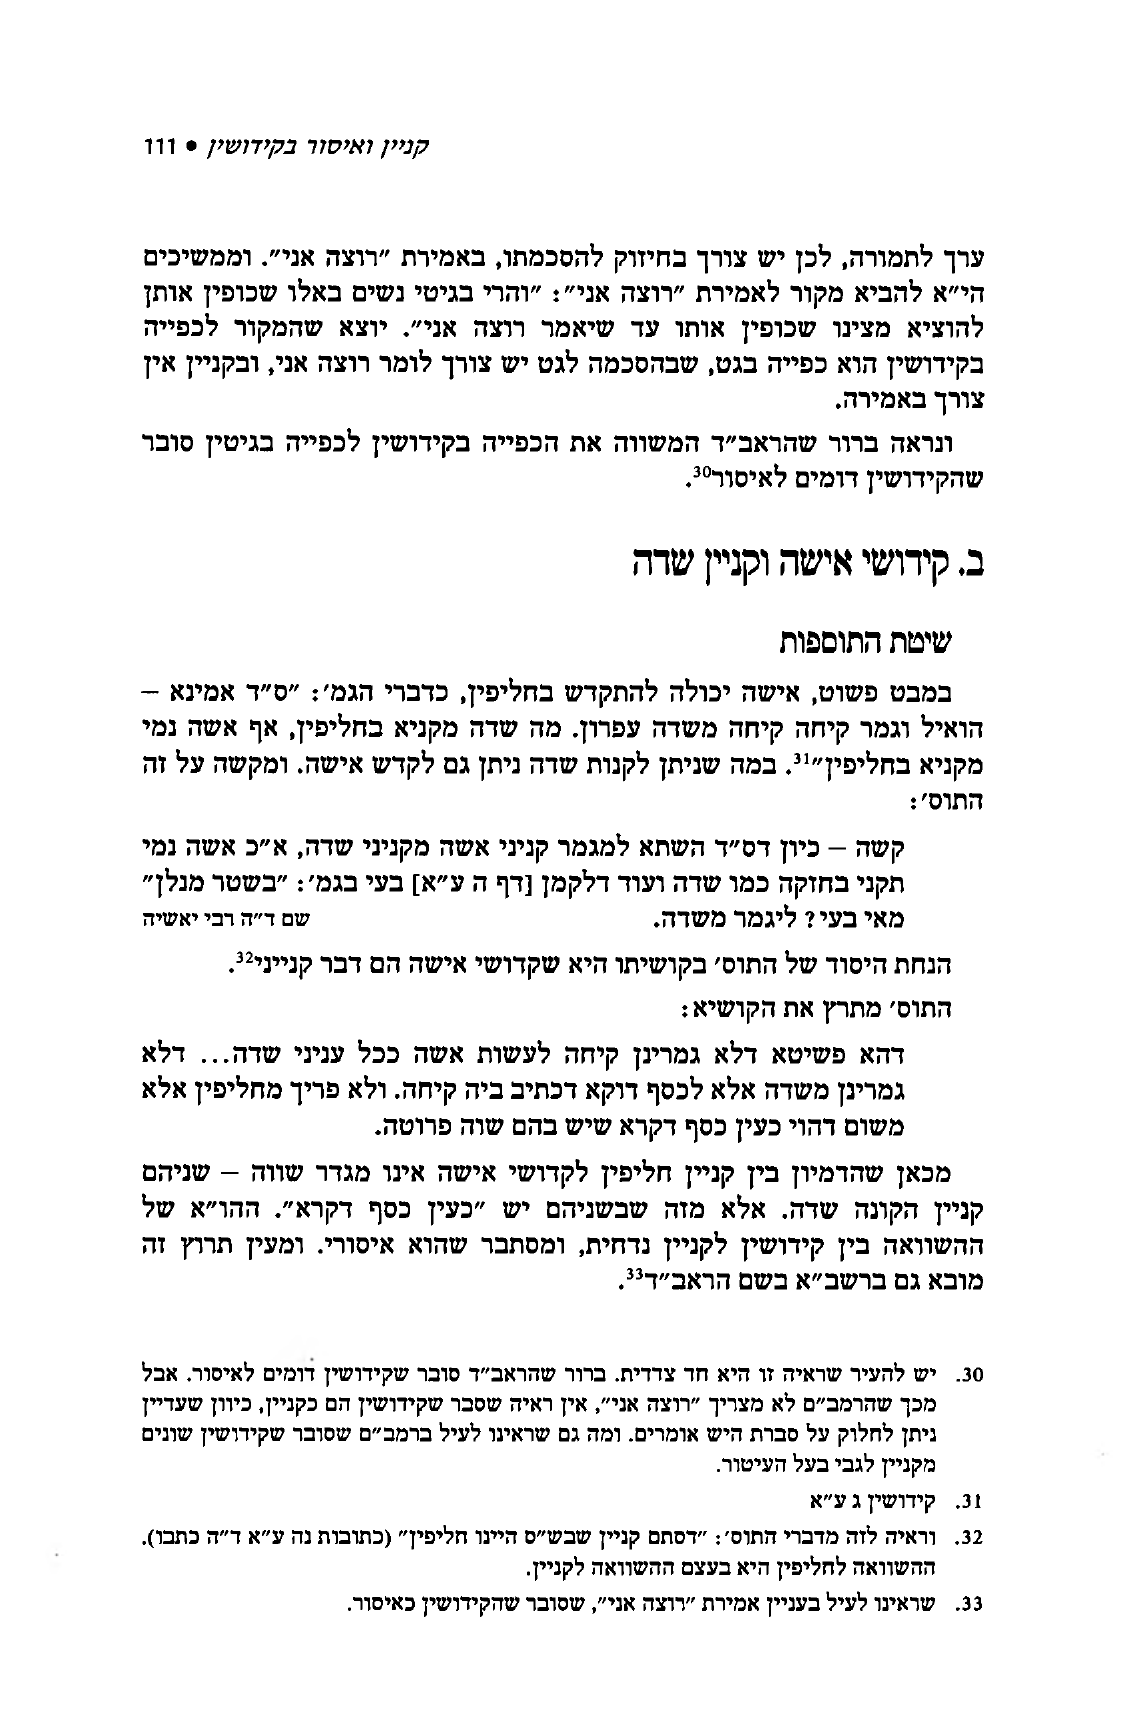 קניין ואיסור בקידושין • 111
ערך לתמורה, לכן יש צורך בחיזוק להסכמתו, באמירת "רוצה אני". וממשיכים
הי"א להביא מקור לאמירת "רוצה אני": "והרי בגיטי נשים באלו שכופין אותן
להוציא מצינו שכופין אותו עד שיאמר רוצה אני". יוצא שהמקור לכפייה
בקידושין הוא כפייה בגט, שבהסכמה לגט יש צורך לומר רוצה אני, ובקניין אין
צורך באמירה.
ונראה ברור שהראב"ד המשווה את הכפייה בקידושין לכפייה בגיטין סובר
שהקידושין דומים לאיסור30.
ב. קידושי אישה וקניין שדה
שיטת התוספות
במבט פשוט, אישה יכולה להתקדש בחליפין, כדברי הגמ': "ס"ד אמינא –
הואיל וגמר קיחה קיחה משדה עפרון. מה שדה מקניא בחליפין, אף אשה נמי
מקניא בחליפין"31. במה שניתן לקנות שדה ניתן גם לקדש אישה. ומקשה על זה
התוס':
קשה – כיון דס"ד השתא למגמר קניני אשה מקניני שדה, א"כ אשה נמי
תקני בחזקה כמו שדה ועוד דלקמן [דף ה ע"א] בעי בגמ': "בשטר מנלן"
מאי בעי? ליגמר משדה. שם ד"ה רבי יאשיה
הנחת היסוד של התוס' בקושיתו היא שקדושי אישה הם דבר קנייני32.
התוס' מתרץ את הקושיא:
דהא פשיטא דלא גמרינן קיחה לעשות אשה ככל עניני שדה... דלא
גמרינן משדה אלא לכסף דוקא דכתיב ביה קיחה. ולא פריך מחליפין אלא
משום דהוי כעין כסף דקרא שיש בהם שוה פרוטה.
מכאן שהדמיון בין קניין חליפין לקדושי אישה אינו מגדר שווה – שניהם
קניין הקונה שדה. אלא מזה שבשניהם יש "כעין כסף דקרא". ההו"א של
ההשוואה בין קידושין לקניין נדחית, ומסתבר שהוא איסורי. ומעין תרוץ זה
מובא גם ברשב"א בשם הראב"ד33.
30. יש להעיר שראיה זו היא חד צדדית. ברור שהראב"ד סובר שקידושין דומים לאיסור. אבל
מכך שהרמב"ם לא מצריך "רוצה אני", אין ראיה שסבר שקידושין הם כקניין, כיוון שעדיין
ניתן לחלוק על סברת היש אומרים. ומה גם שראינו לעיל ברמב"ם שסובר שקידושין שונים
מקניין לגבי בעל העיטור.
31. קידושין ג ע"א
32. וראיה לזה מדברי התוס': "דסתם קניין שבש"ס היינו חליפין" (כתובות נה ע"א ד"ה כתבו).
ההשוואה לחליפין היא בעצם ההשוואה לקניין.
33. שראינו לעיל בעניין אמירת "רוצה אני", שסובר שהקידושין כאיסור.